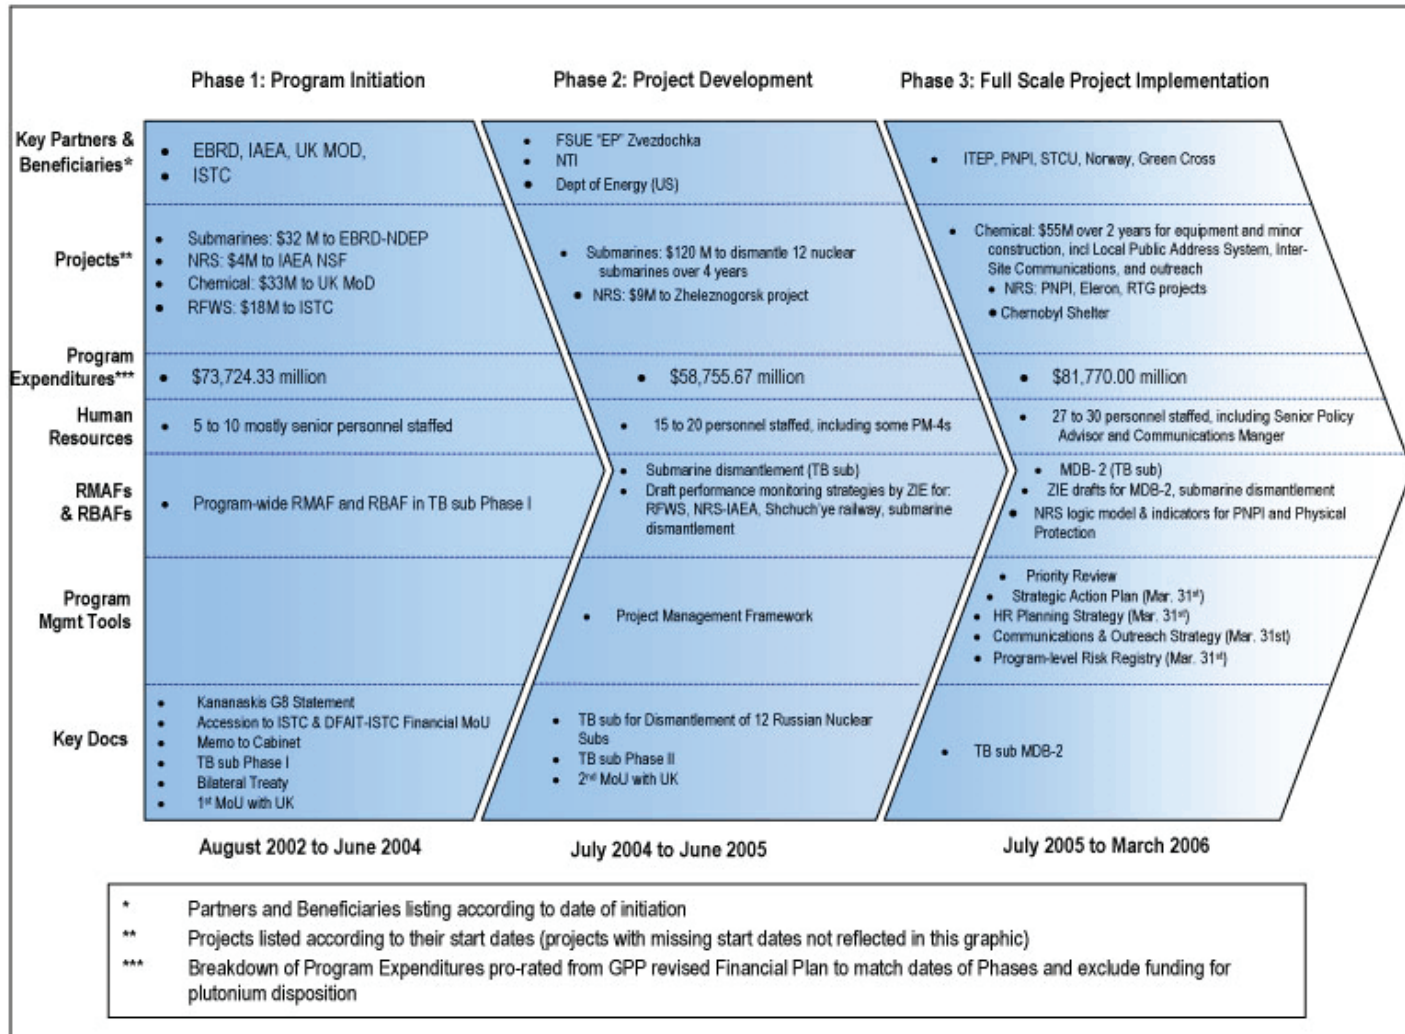 Phase 1: Program Initiation
Phase 2: Project Development
Phase 3: Full Scale Project Implementation
Key Partners &
Beneficiaries*
• EBRD, IAEA, UK MOD,
• ISTC
• FSUE "EP" Zvezdochka
• NTI
• Dept of Energy (US)
• ITEP, PNPI, STCU, Norway, Green Cross
Projects**
• Submarines: $32 M to EBRD-NDEP
• NRS: $4M to IAEA NSF
• Chemical: $33M to UK MoD
• RFWS: $18M to ISTC
• Submarines: $120 M to dismantle 12 nuclear
submarines over 4 years
• NRS: $9M to Zheleznogorsk project
• Chemical: $55M over 2 years for equipment and minor
construction, incl Local Public Address System, Inter-
Site Communications, and outreach
• NRS: PNPI, Eleron, RTG projects
• Chernobyl Shelter
Program
Expenditures***
• $73,724.33 million
• $58,755.67 million
• $81,770.00 million
Human
Resources
• 5 to 10 mostly senior personnel staffed
• 15 to 20 personnel staffed, including some PM-4s
• 27 to 30 personnel staffed, including Senior Policy
Advisor and Communications Manger
RMAFs
& RBAFs
• Program-wide RMAF and RBAF in TB sub Phase I
• Submarine dismantlement (TB sub)
• Draft performance monitoring strategies by ZIE for:
RFWS, NRS-IAEA, Shchuch'ye railway, submarine
dismantlement
• MDB- 2 (TB sub)
• ZIE drafts for MDB-2, submarine dismantlement
• NRS logic model & indicators for PNPI and Physical
Protection
Program
Mgmt Tools
• Project Management Framework
• Priority Review
• Strategic Action Plan (Mar. 31st)
• HR Planning Strategy (Mar. 31st)
• Communications & Outreach Strategy (Mar. 31st)
• Program-level Risk Registry (Mar. 31st)
Key Docs
• Kananaskis G8 Statement
• Accession to ISTC & DFAIT-ISTC Financial MoU
• Memo to Cabinet
• TB sub Phase I
• Bilateral Treaty
• 1st MoU with UK
• TB sub for Dismantlement of 12 Russian Nuclear
Subs
• TB sub Phase II
• 2nd MoU with UK
• TB sub MDB-2
August 2002 to June 2004
July 2004 to June 2005
July 2005 to March 2006
* Partners and Beneficiaries listing according to date of initiation
** Projects listed according to their start dates (projects with missing start dates not reflected in this graphic)
*** Breakdown of Program Expenditures pro-rated from GPP revised Financial Plan to match dates of Phases and exclude funding for
plutonium disposition